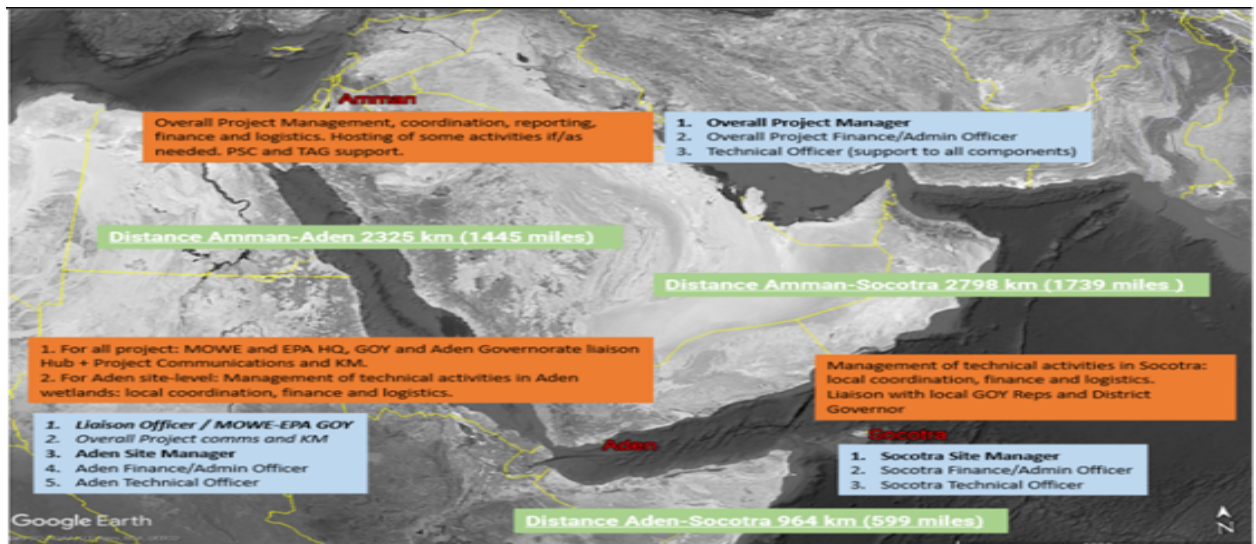 Amman
Overall Project Management, coordination, reporting,
finance and logistics. Hosting of some activities if/as
needed. PSC and TAG support.
1. Overall Project Manager
2. Overall Project Finance/Admin Officer
3. Technical Officer (support to all components)
Distance Amman-Aden 2325 km (1445 miles)
Distance Amman-Socotra 2798 km (1739 miles )
1. For all project: MOWE and EPA HQ, GOY and Aden Governorate liaison
Hub + Project Communications and KM.
2. For Aden site-level: Management of technical activities in Aden
wetlands: local coordination, finance and logistics.
Management of technical activities in Socotra:
local coordination, finance and logistics.
Liaison with local GOY Reps and District
Governor
1. Liaison Officer / MOWE-EPA GOY
2. Overall Project comms and KM
3. Aden Site Manager
4. Aden Finance/Admin Officer
5. Aden Technical Officer
Aden
Socotra
1. Socotra Site Manager
2. Socotra Finance/Admin Officer
3. Socotra Technical Officer
Distance Aden-Socotra 964 km (599 miles)
Google Earth
N